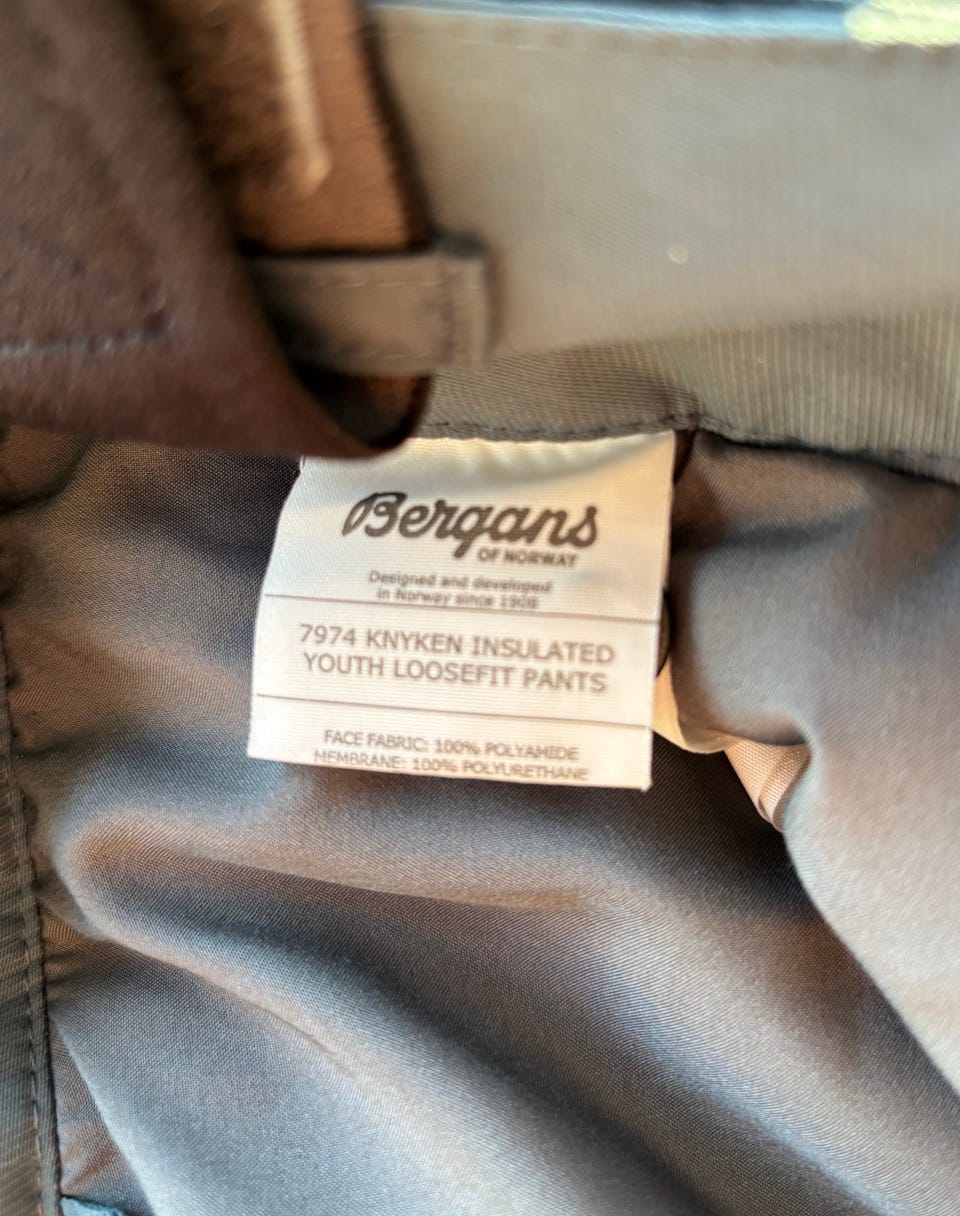 Bergans
OF NORWAY
Designed and developed
in Norway since 1908
7974 KNYKEN INSULATED
YOUTH LOOSEFIT PANTS
FACE FABRIC: 100% POLYAMIDE
MEMBRANE: 100% POLYURETHANE